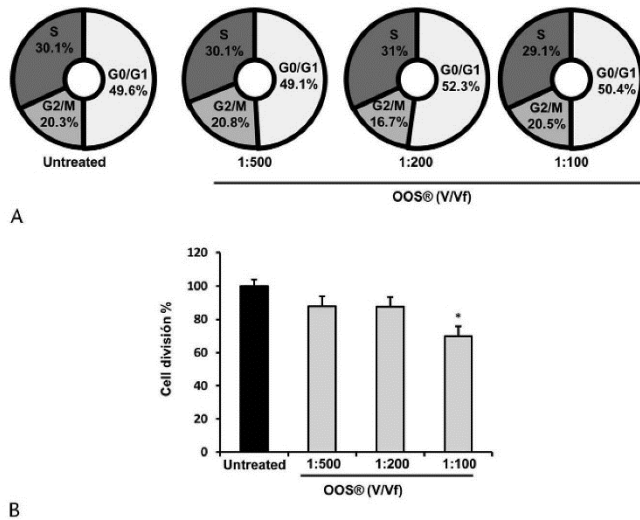 S
30.1%
G0/G1
49.6%
G2/M
20.3%
Untreated
S
30.1%
G0/G1
49.1%
G2/M
20.8%
1:500
S
31%
G0/G1
52.3%
G2/M
16.7%
1:200
S
29.1%
G0/G1
50.4%
G2/M
20.5%
1:100
OOS® (V/Vf)
A
Cell división %
120
100
80
60
40
20
0
*
Untreated
1:500
1:200
1:100
OOS® (V/Vf)
B